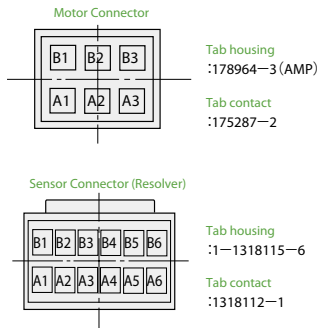 Motor Connector
B1 B2 B3
A1 A2 A3
Tab housing
:178964−3(AMP)
Tab contact
:175287−2
Sensor Connector (Resolver)
B1 B2 B3 B4 B5 B6
A1 A2 A3 A4 A5 A6
Tab housing
:1−1318115−6
Tab contact
:1318112−1